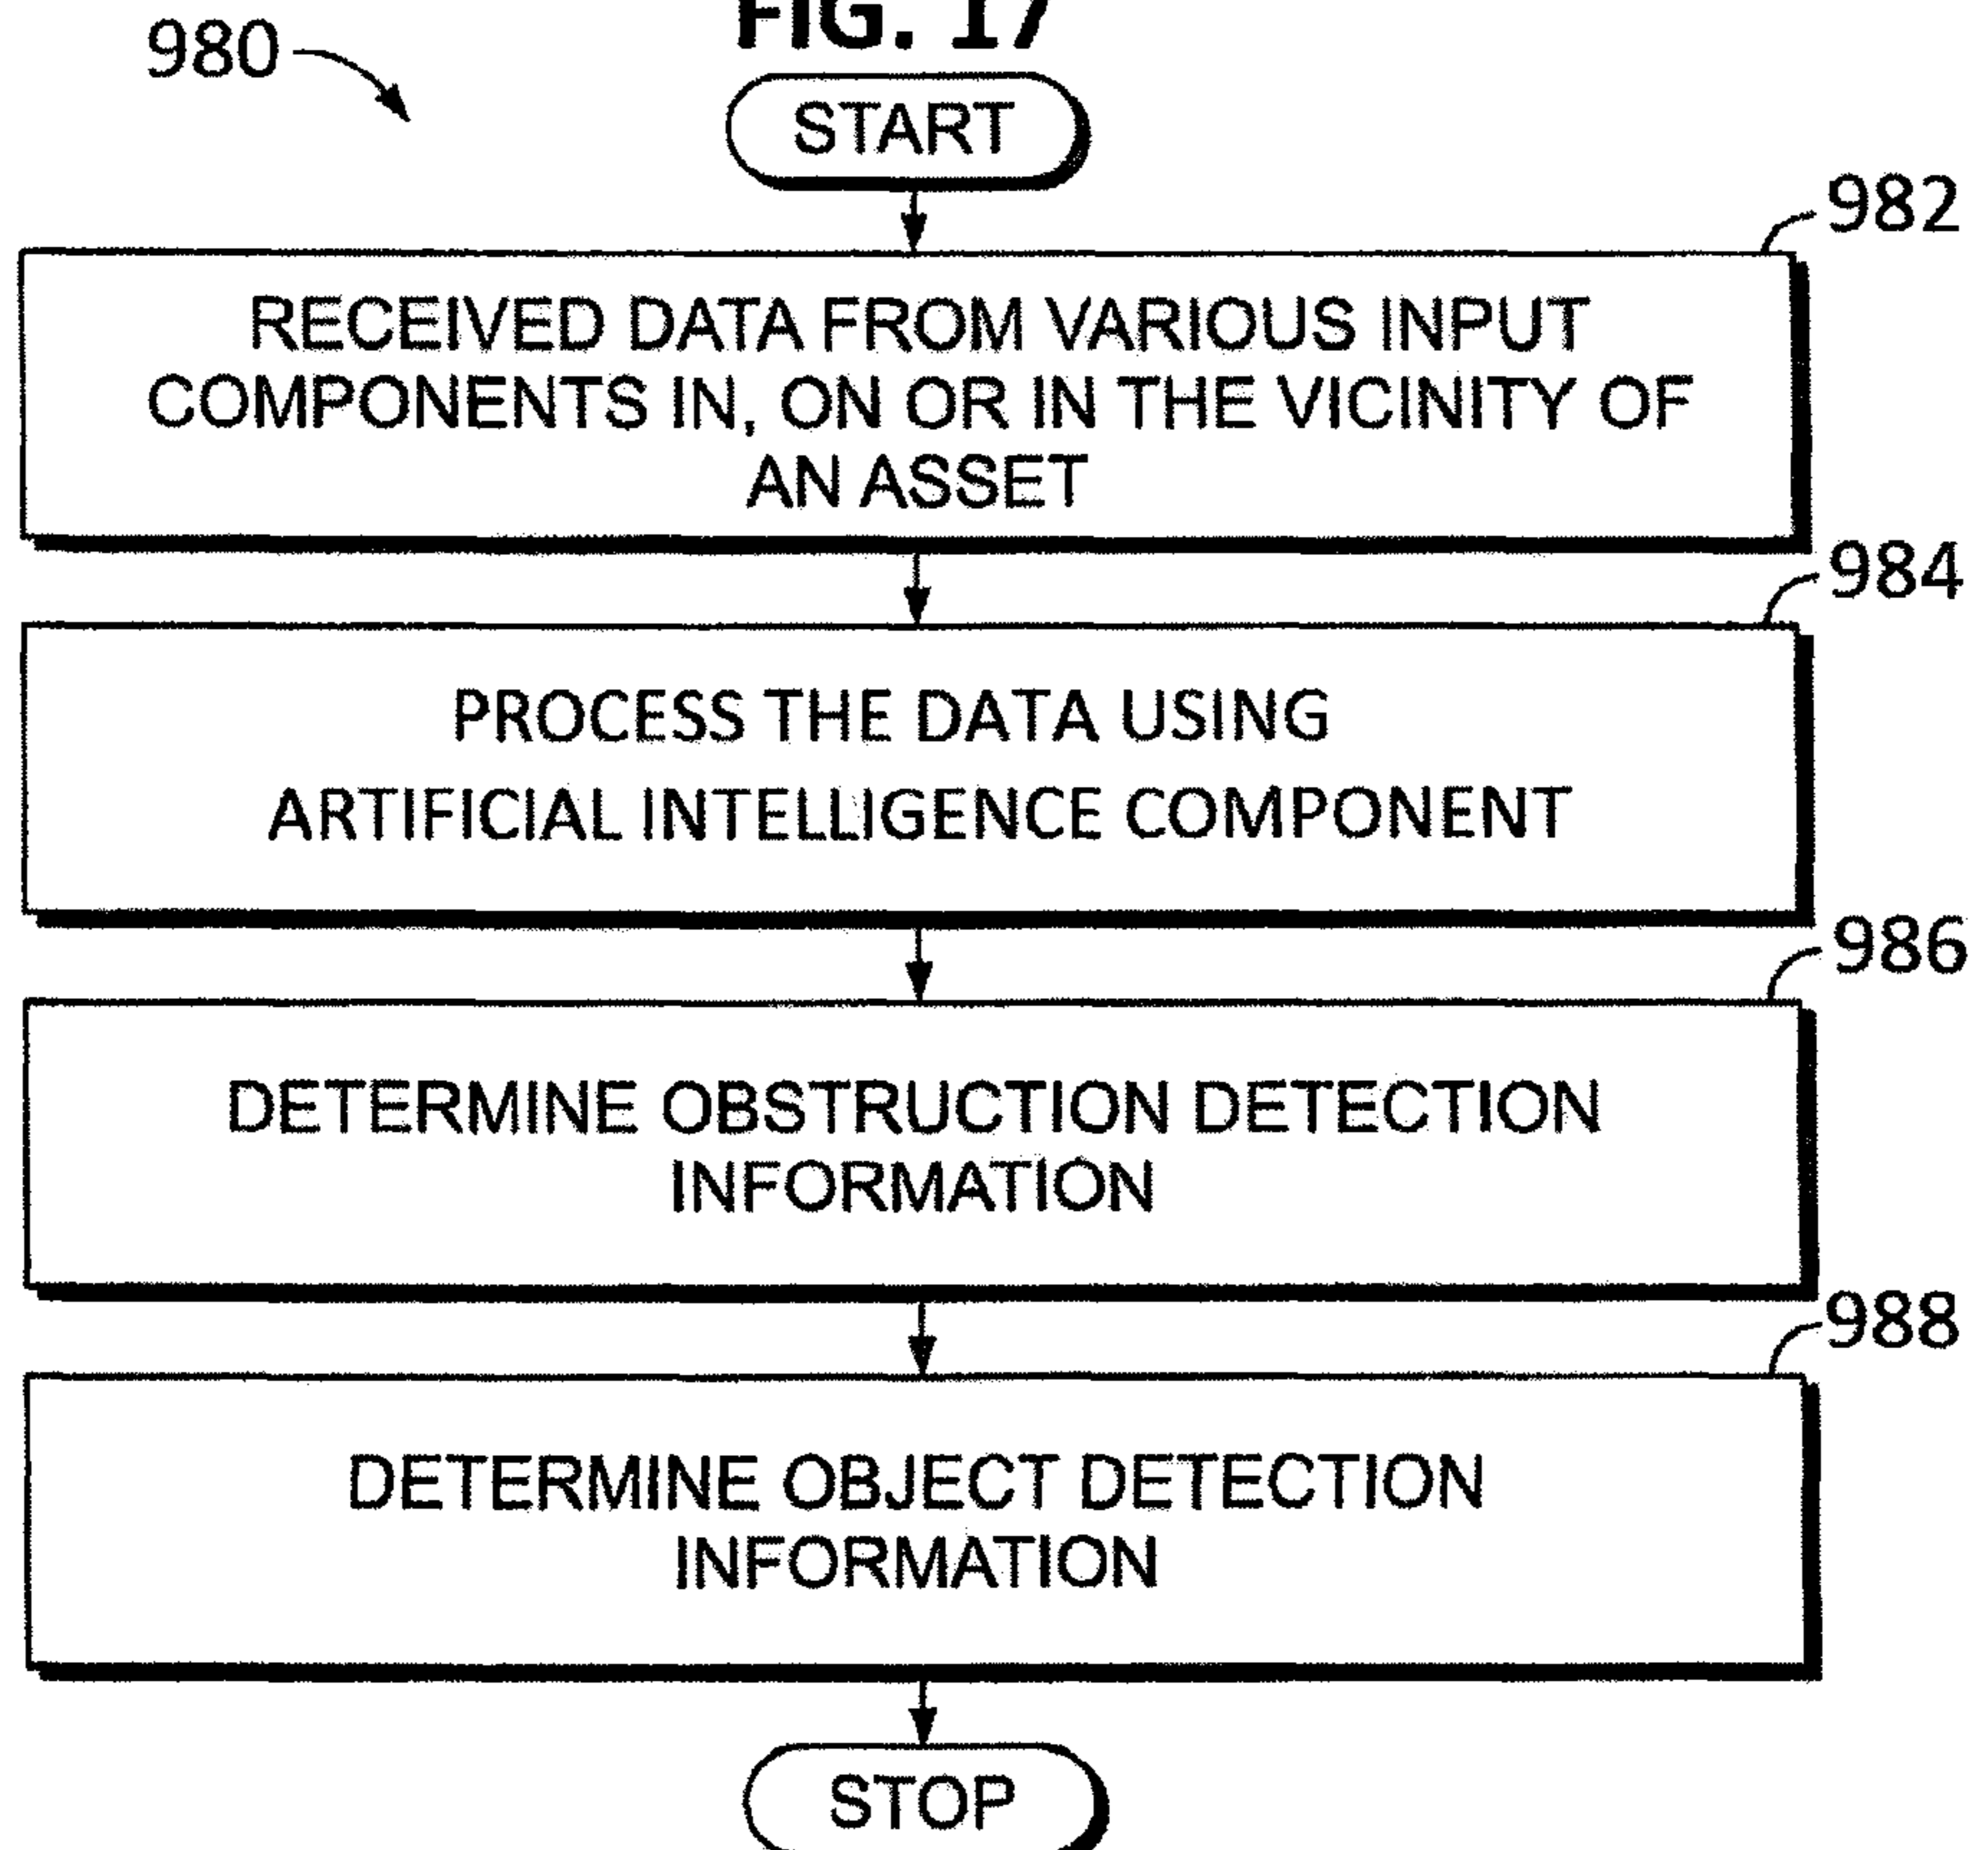 FIG. 17
980
START
982
RECEIVED DATA FROM VARIOUS INPUT
COMPONENTS IN, ON OR IN THE VICINITY OF
AN ASSET
984
PROCESS THE DATA USING
ARTIFICIAL INTELLIGENCE COMPONENT
986
DETERMINE OBSTRUCTION DETECTION
INFORMATION
988
DETERMINE OBJECT DETECTION
INFORMATION
STOP